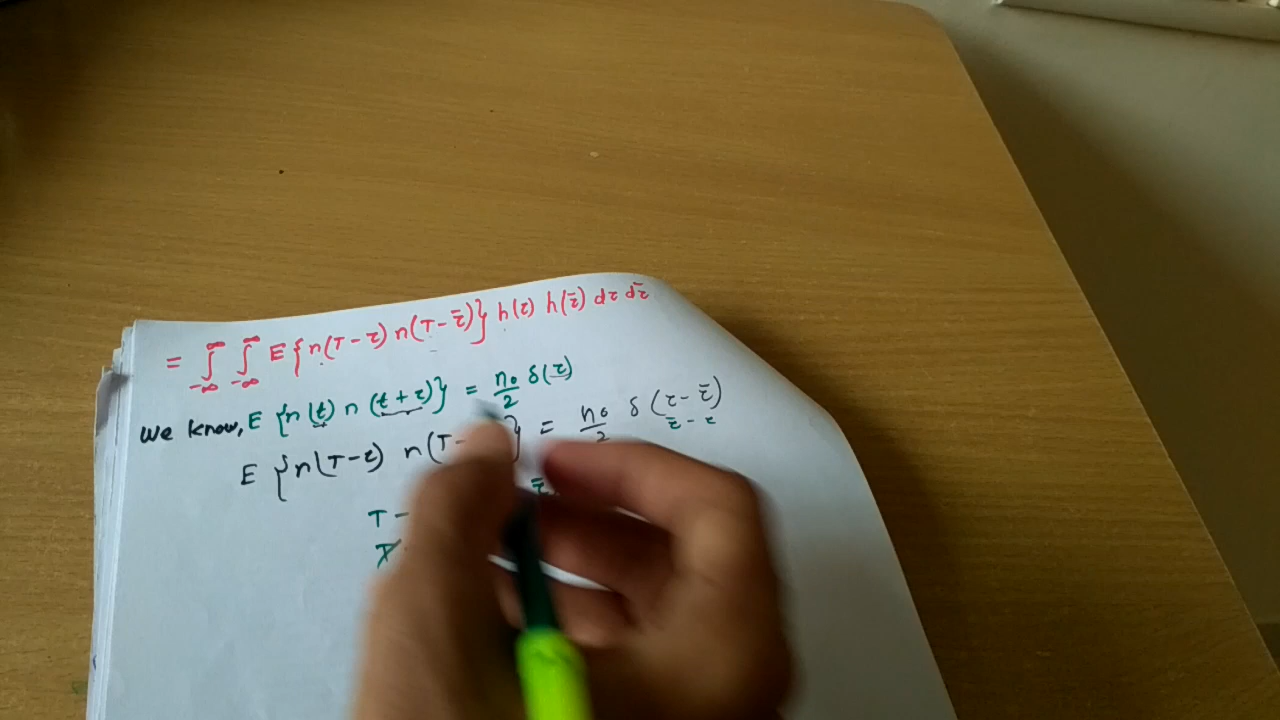 = ∫_{-∞}^{∞} ∫_{-∞}^{∞} E{n(T-τ) n(T-τ̄)} h(τ) h(τ̄) dτ dτ̄
We know, E {n(t) n(t+τ)} = n₀/2 δ(τ)
E {n(T-τ) n(T- } = n₀/2 δ(τ-τ̄)
τ̄-τ
T - τ̄
T